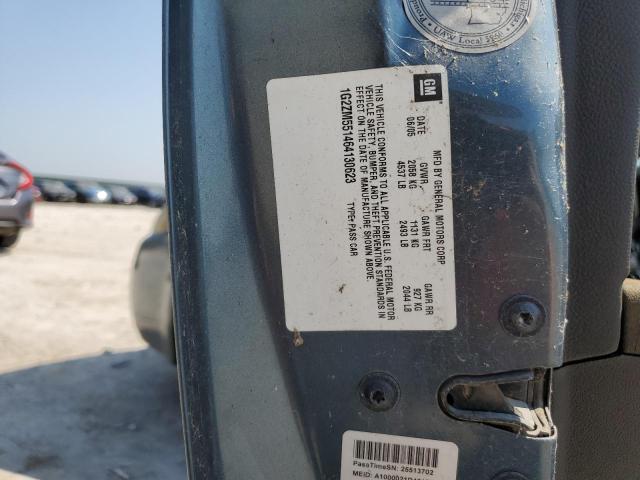 GM
MFD BY GENERAL MOTORS CORP
DATE GVWR GAWR FRT GAWR RR
06/05 2058 KG 1131 KG 927 KG
4537 LB 2493 LB 2044 LB
THIS VEHICLE CONFORMS TO ALL APPLICABLE U.S. FEDERAL MOTOR
VEHICLE SAFETY, BUMPER, AND THEFT PREVENTION STANDARDS IN
EFFECT ON THE DATE OF MANUFACTURE SHOWN ABOVE.
1G2ZM551464130623 TYPE: PASS CAR
UAW Local
PassTimeSN: 25513702